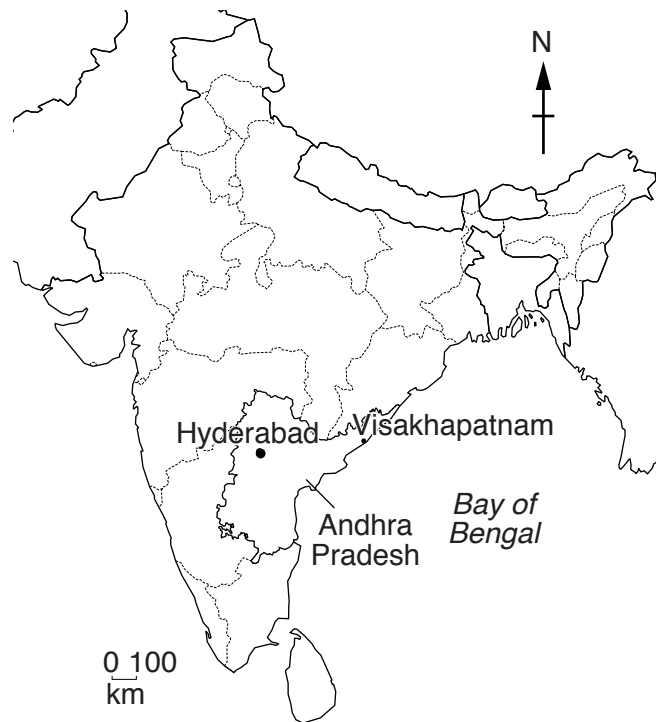 N
Hyderabad
Visakhapatnam
Andhra
Pradesh
Bay of
Bengal
0 100
km